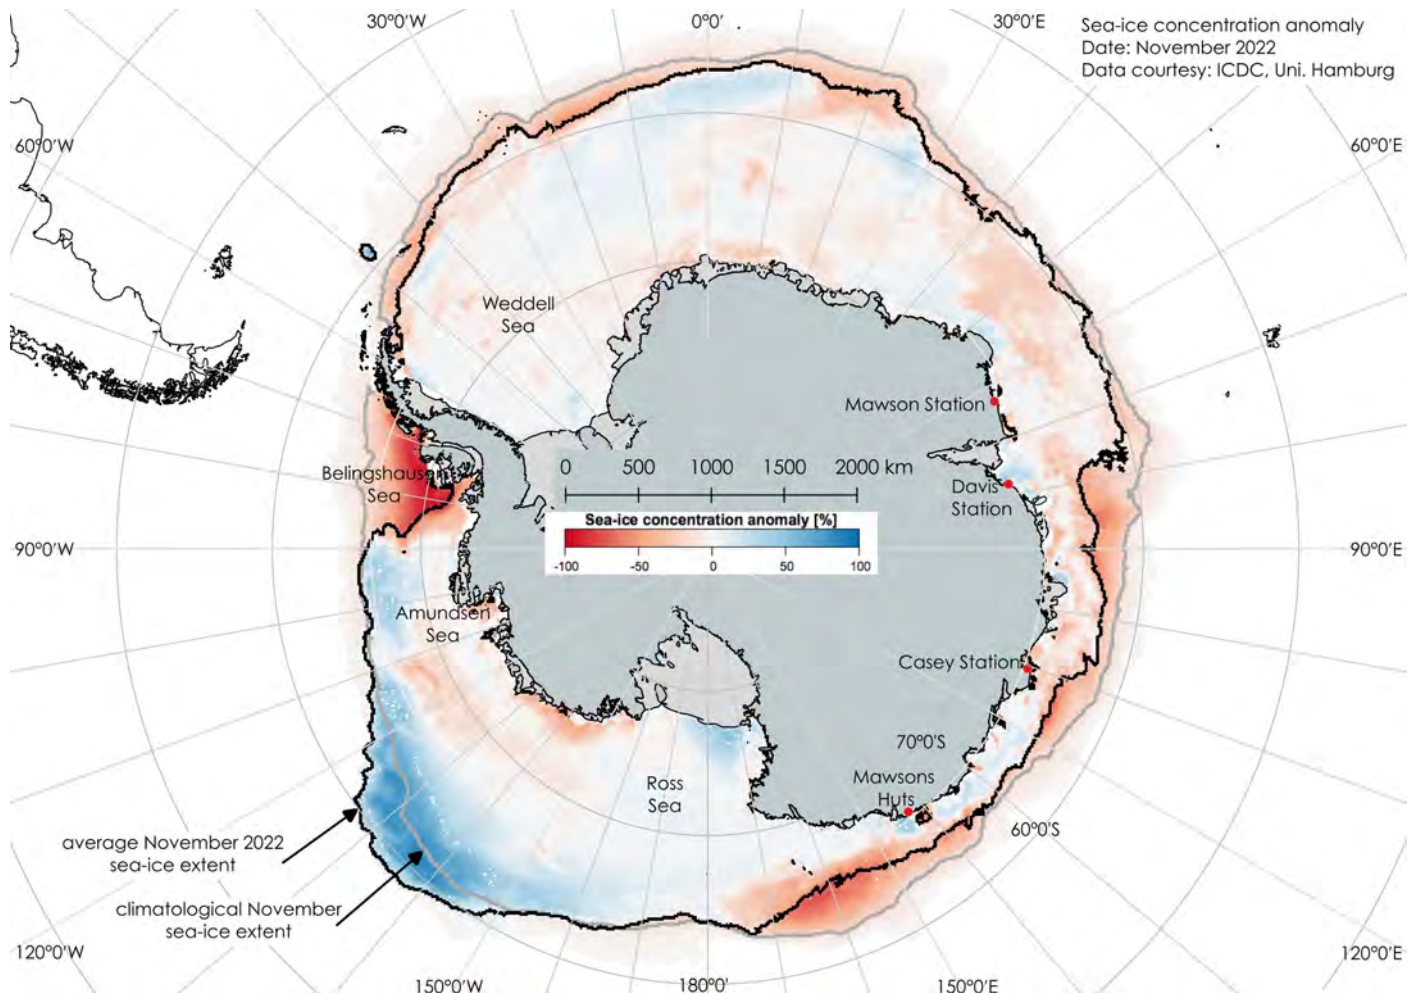 30°0'W
0°0'
30°0'E
Sea-ice concentration anomaly
Date: November 2022
Data courtesy: ICDC, Uni. Hamburg
60°0'W
60°0'E
Weddell
Sea
Mawson Station
Belingshausen
Sea
0 500 1000 1500 2000 km
Davis
Station
Sea-ice concentration anomaly [%]
-100 -50 0 50 100
90°0'W
90°0'E
Amundsen
Sea
Casey Station
70°0'S
Ross
Sea
Mawsons
Huts
60°0'S
average November 2022
sea-ice extent
climatological November
sea-ice extent
120°0'W
120°0'E
150°0'W
180°0'
150°0'E